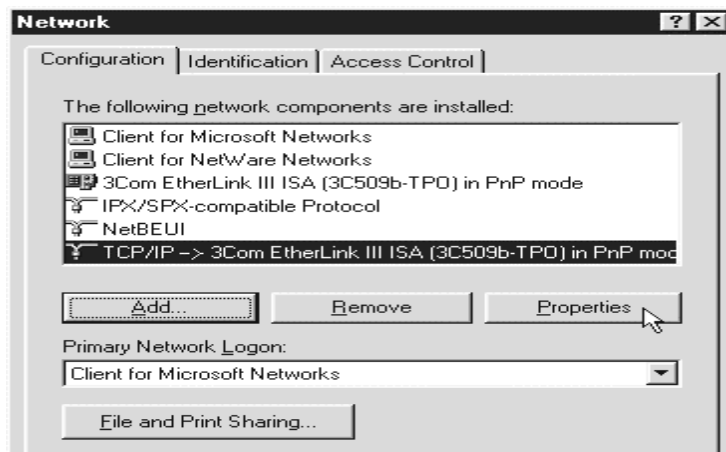 Network
Configuration Identification Access Control
The following network components are installed:
Client for Microsoft Networks
Client for NetWare Networks
3Com EtherLink III ISA (3C509b-TPO) in PnP mode
IPX/SPX-compatible Protocol
NetBEUI
TCP/IP -> 3Com EtherLink III ISA (3C509b-TPO) in PnP mod
Add... Remove Properties
Primary Network Logon:
Client for Microsoft Networks
File and Print Sharing...